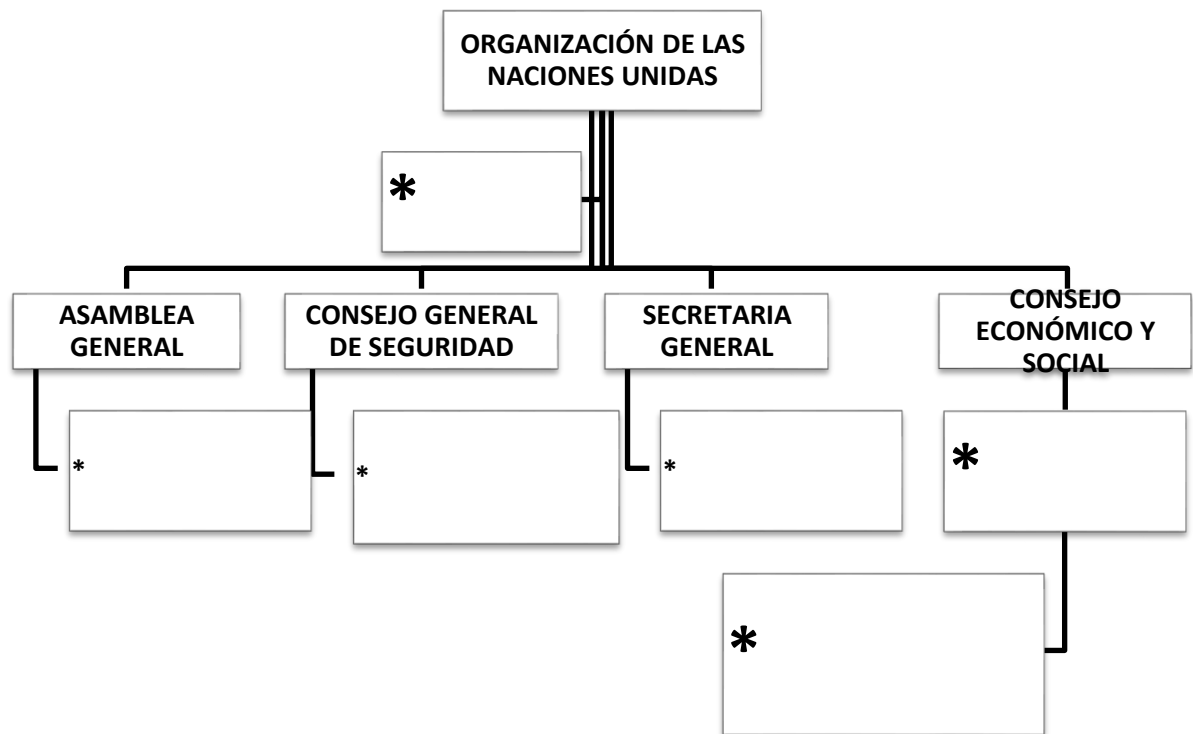 ORGANIZACIÓN DE LAS
NACIONES UNIDAS
*
ASAMBLEA
GENERAL
CONSEJO GENERAL
DE SEGURIDAD
SECRETARIA
GENERAL
CONSEJO
ECONÓMICO Y
SOCIAL
*
*
*
*
*